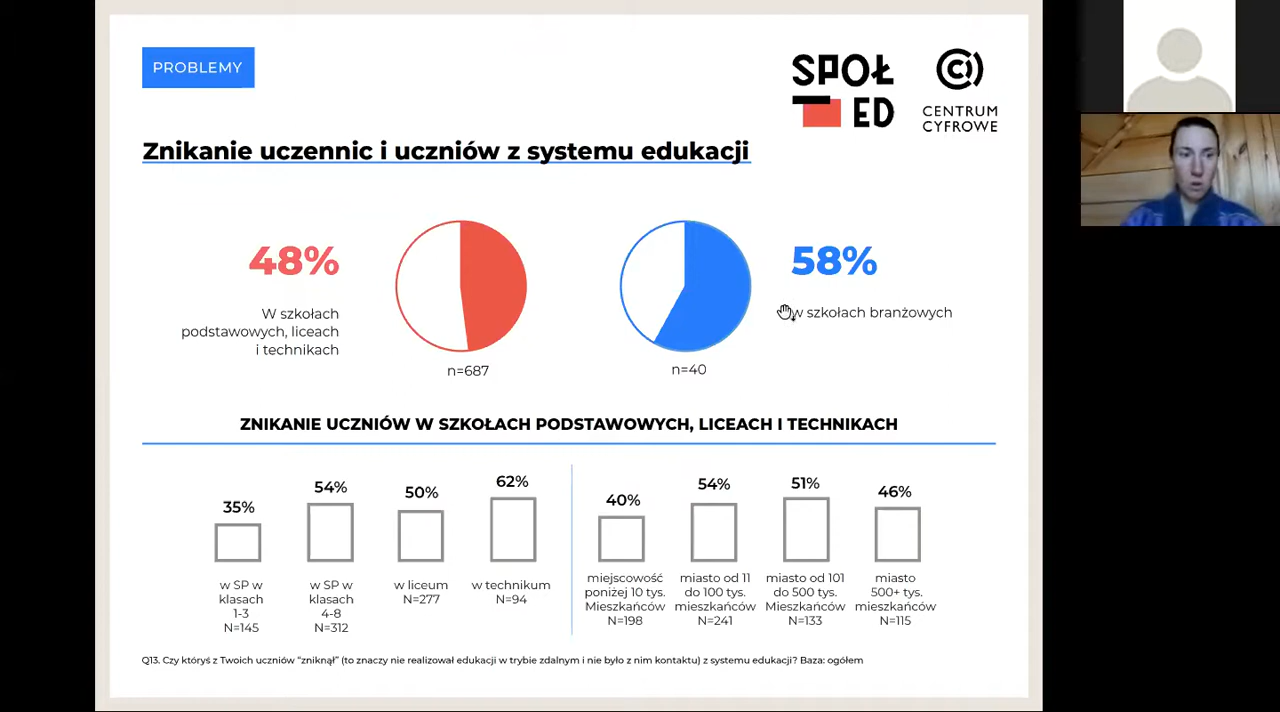 PROBLEMY
SPOŁ
ED
CENTRUM
CYFROWE
Znikanie uczennic i uczniów z systemu edukacji
48%
W szkołach
podstawowych, liceach
i technikach
n=687
58%
w szkołach branżowych
n=40
ZNIKANIE UCZNIÓW W SZKOŁACH PODSTAWOWYCH, LICEACH I TECHNIKACH
35%
w SP w
klasach
1-3
N=145
54%
w SP w
klasach
4-8
N=312
50%
w liceum
N=277
62%
w technikum
N=94
40%
miejscowość
poniżej 10 tys.
Mieszkańców
N=198
54%
miasto od 11
do 100 tys.
mieszkańców
N=241
51%
miasto od 101
do 500 tys.
Mieszkańców
N=133
46%
miasto
500+ tys.
mieszkańców
N=115
Q13. Czy któryś z Twoich uczniów “zniknął” (to znaczy nie realizował edukacji w trybie zdalnym i nie było z nim kontaktu) z systemu edukacji? Baza: ogółem